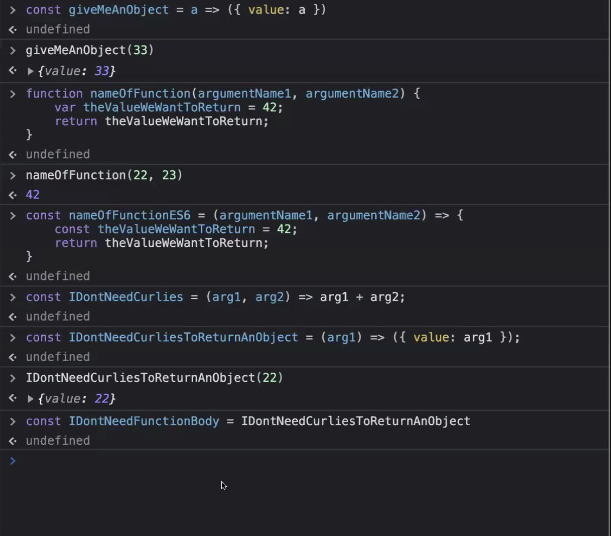 > const giveMeAnObject = a => ({ value: a })
undefined
> giveMeAnObject(33)
{value: 33}
> function nameOfFunction(argumentName1, argumentName2) {
var theValueWeWantToReturn = 42;
return theValueWeWantToReturn;
}
undefined
> nameOfFunction(22, 23)
42
> const nameOfFunctionES6 = (argumentName1, argumentName2) => {
const theValueWeWantToReturn = 42;
return theValueWeWantToReturn;
}
undefined
> const IDontNeedCurlies = (arg1, arg2) => arg1 + arg2;
undefined
> const IDontNeedCurliesToReturnAnObject = (arg1) => ({ value: arg1 });
undefined
> IDontNeedCurliesToReturnAnObject(22)
{value: 22}
> const IDontNeedFunctionBody = IDontNeedCurliesToReturnAnObject
undefined
>